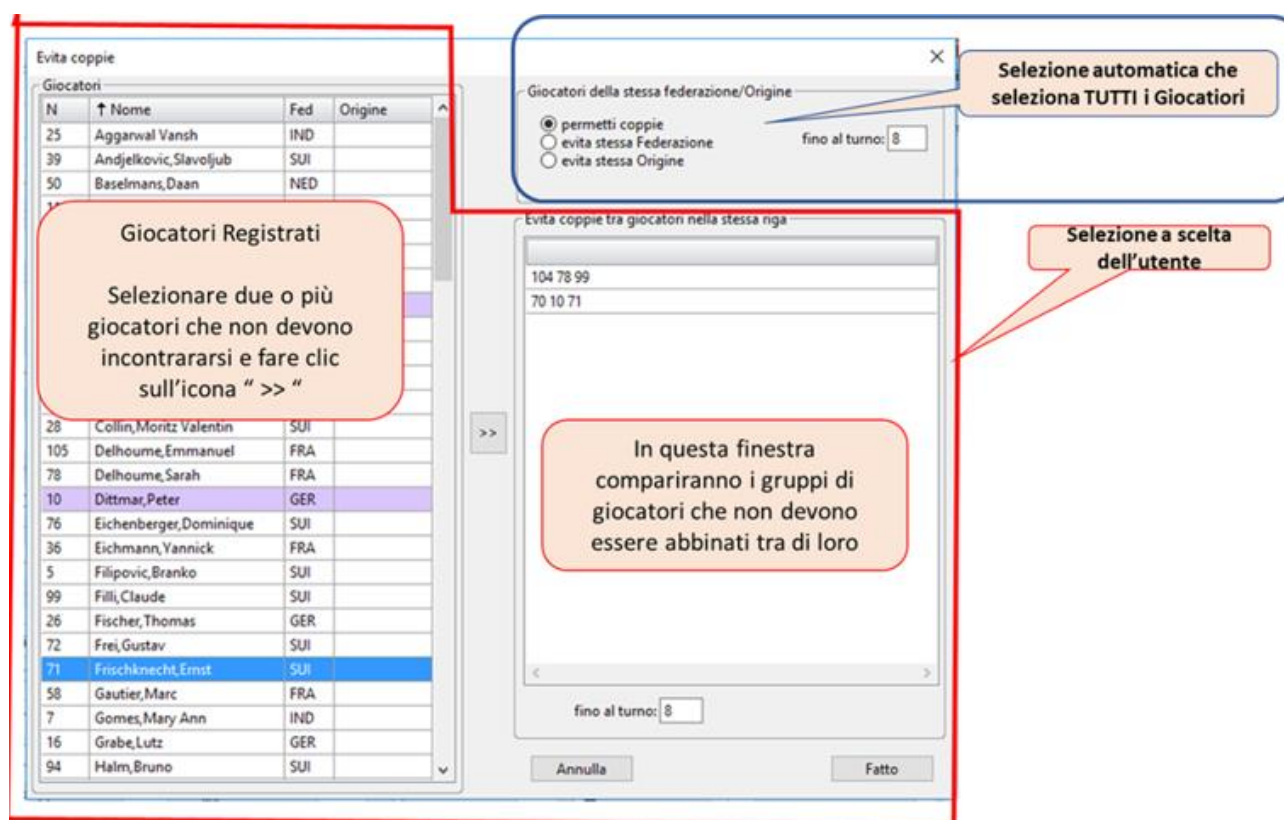 Evita coppie
Giocatori
N ↑ Nome Fed Origine
25 Aggarwal Vansh IND
39 Andjelkovic,Slavoljub SUI
50 Baselmans,Daan NED
Giocatori Registrati
Selezionare due o più
giocatori che non devono
incontrararsi e fare clic
sull'icona “ >> “
28 Collin,Moritz Valentin SUI
105 Delhoume,Emmanuel FRA
78 Delhoume,Sarah FRA
10 Dittmar,Peter GER
76 Eichenberger,Dominique SUI
36 Eichmann,Yannick FRA
5 Filipovic,Branko SUI
99 Filli,Claude SUI
26 Fischer,Thomas GER
72 Frei,Gustav SUI
71 Frischknecht,Ernst SUI
58 Gautier,Marc FRA
7 Gomes,Mary Ann IND
16 Grabe,Lutz GER
94 Halm,Bruno SUI
>>
Giocatori della stessa federazione/Origine
permetti coppie
evita stessa Federazione
evita stessa Origine
fino al turno: 8
Selezione automatica che
seleziona TUTTI i Giocatiori
Evita coppie tra giocatori nella stessa riga
104 78 99
70 10 71
In questa finestra
compariranno i gruppi di
giocatori che non devono
essere abbinati tra di loro
fino al turno: 8
Annulla
Fatto
Selezione a scelta
dell'utente